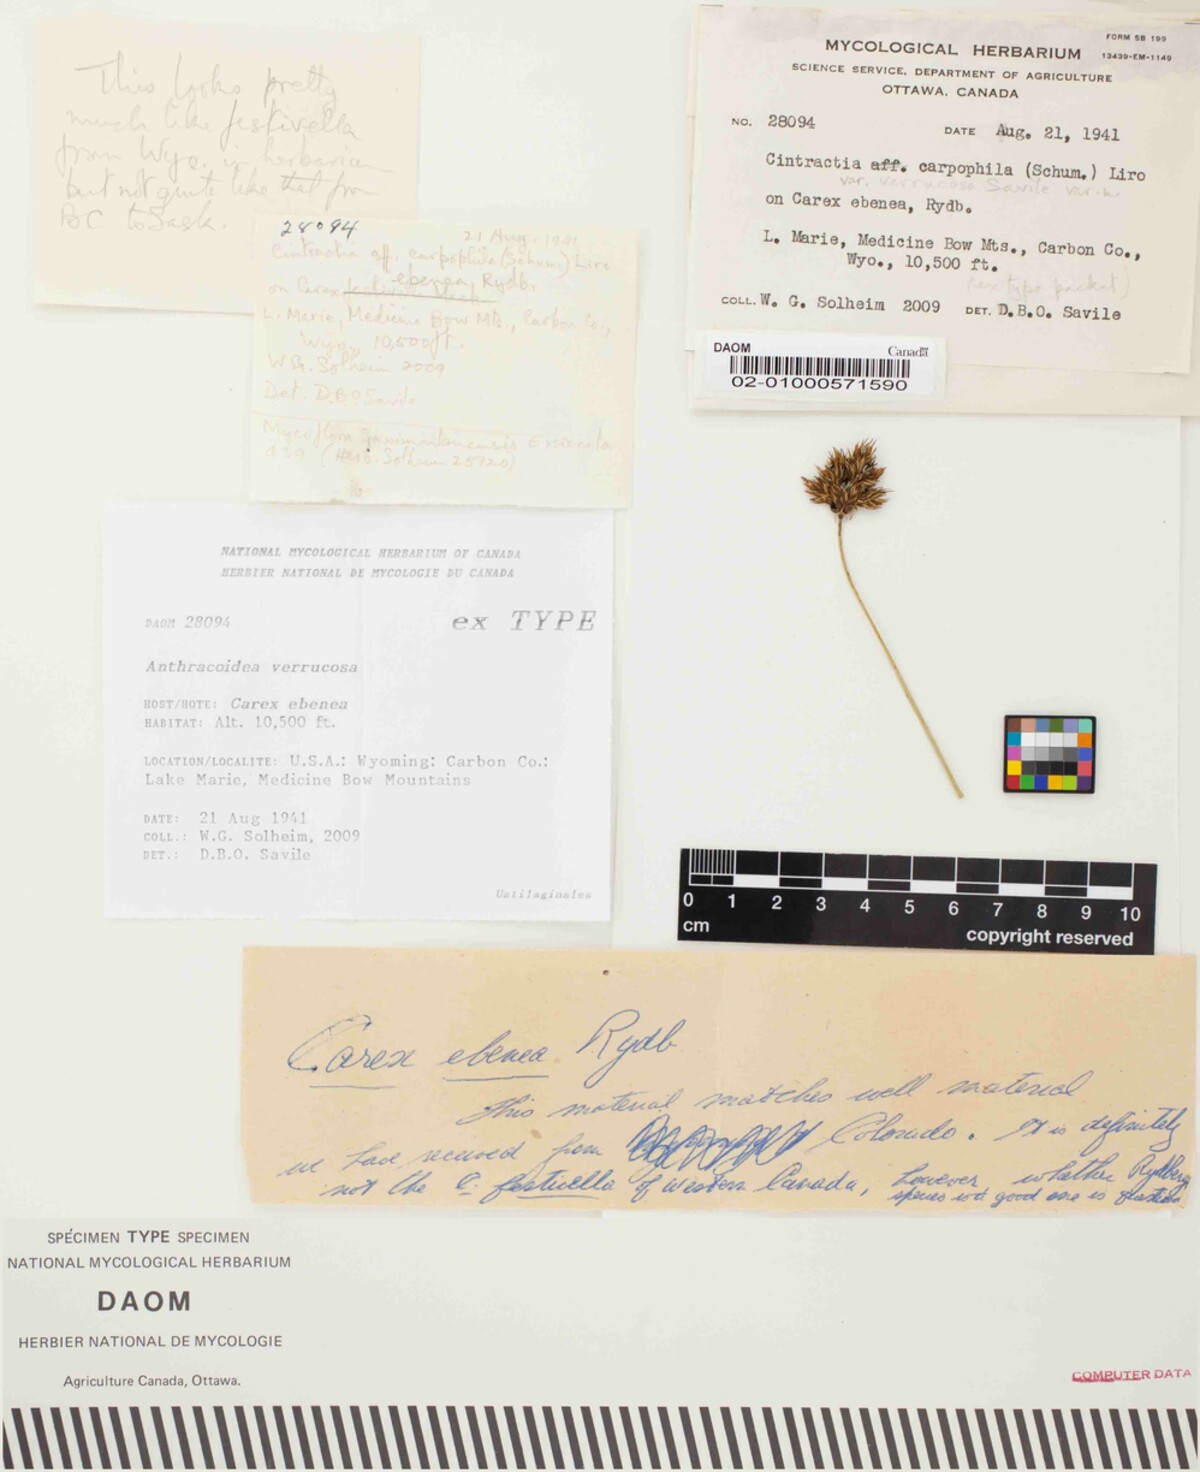 This looks pretty
much like festivella
from Wyo. in herbarium
but not quite like that from
BC to Sask.
28094
21 Aug. 1941
Cintractia aff. carpophila (Schum.) Liro
on Carex ebenea, Rydb.
L. Marie, Medicine Bow Mts., Carbon Co.,
Wyo., 10,500 ft.
W.G. Solheim 2009
Det. D.B.O. Savile
(Herb. Solheim 25120)
FORM SB 199
13439-EM-1149
MYCOLOGICAL HERBARIUM
SCIENCE SERVICE, DEPARTMENT OF AGRICULTURE
OTTAWA, CANADA
NO. 28094
DATE Aug. 21, 1941
Cintractia aff. carpophila (Schum.) Liro
var. verrucosa Savile
on Carex ebenea, Rydb.
L. Marie, Medicine Bow Mts., Carbon Co.,
Wyo., 10,500 ft.
(ex type packet)
COLL. W. G. Solheim 2009 DET. D.B.O. Savile
DAOM Canada
02-01000571590
NATIONAL MYCOLOGICAL HERBARIUM OF CANADA
HERBIER NATIONAL DE MYCOLOGIE DU CANADA
DAOM 28094
ex TYPE
Anthracoidea verrucosa
HOST/HOTE: Carex ebenea
HABITAT: Alt. 10,500 ft.
LOCATION/LOCALITE: U.S.A.: Wyoming: Carbon Co.:
Lake Marie, Medicine Bow Mountains
DATE: 21 Aug 1941
COLL.: W.G. Solheim, 2009
DET.: D.B.O. Savile
Ustilaginales
0 1 2 3 4 5 6 7 8 9 10
cm
copyright reserved
Carex ebenea Rydb
This material matches well material
we have received from Colorado. It is definitely
not the C. festivella of western Canada, however whether Rydbergs
species is a good one is
SPÉCIMEN TYPE SPECIMEN
NATIONAL MYCOLOGICAL HERBARIUM
DAOM
HERBIER NATIONAL DE MYCOLOGIE
Agriculture Canada, Ottawa.
COMPUTER DATA